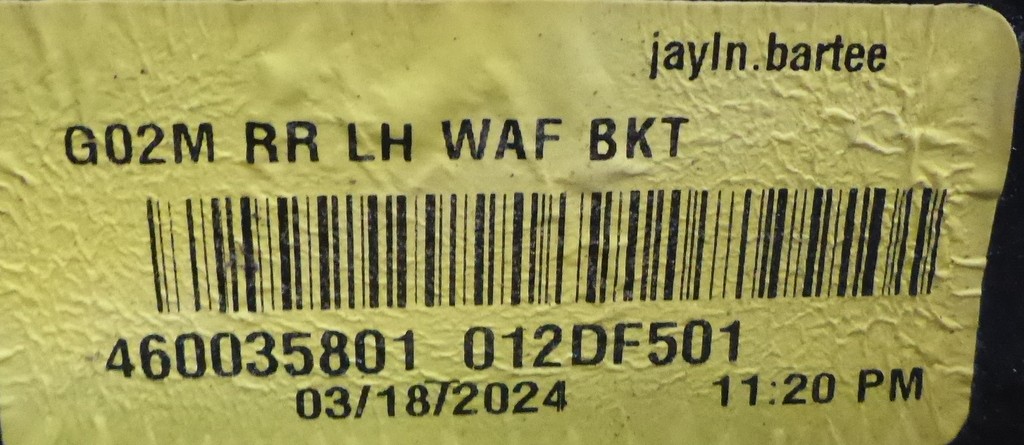 jayln.bartee
G02M RR LH WAF BKT
460035801 012DF501
03/18/2024 11:20 PM